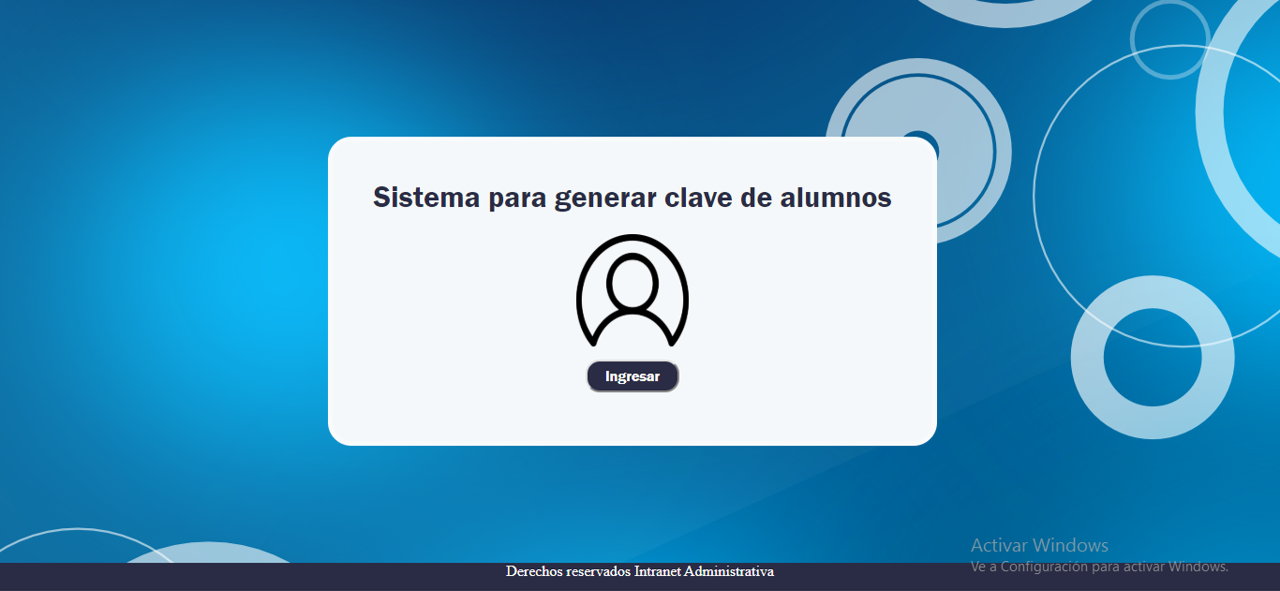 Sistema para generar clave de alumnos
Ingresar
Activar Windows
Ve a Configuración para activar Windows.
Derechos reservados Intranet Administrativa